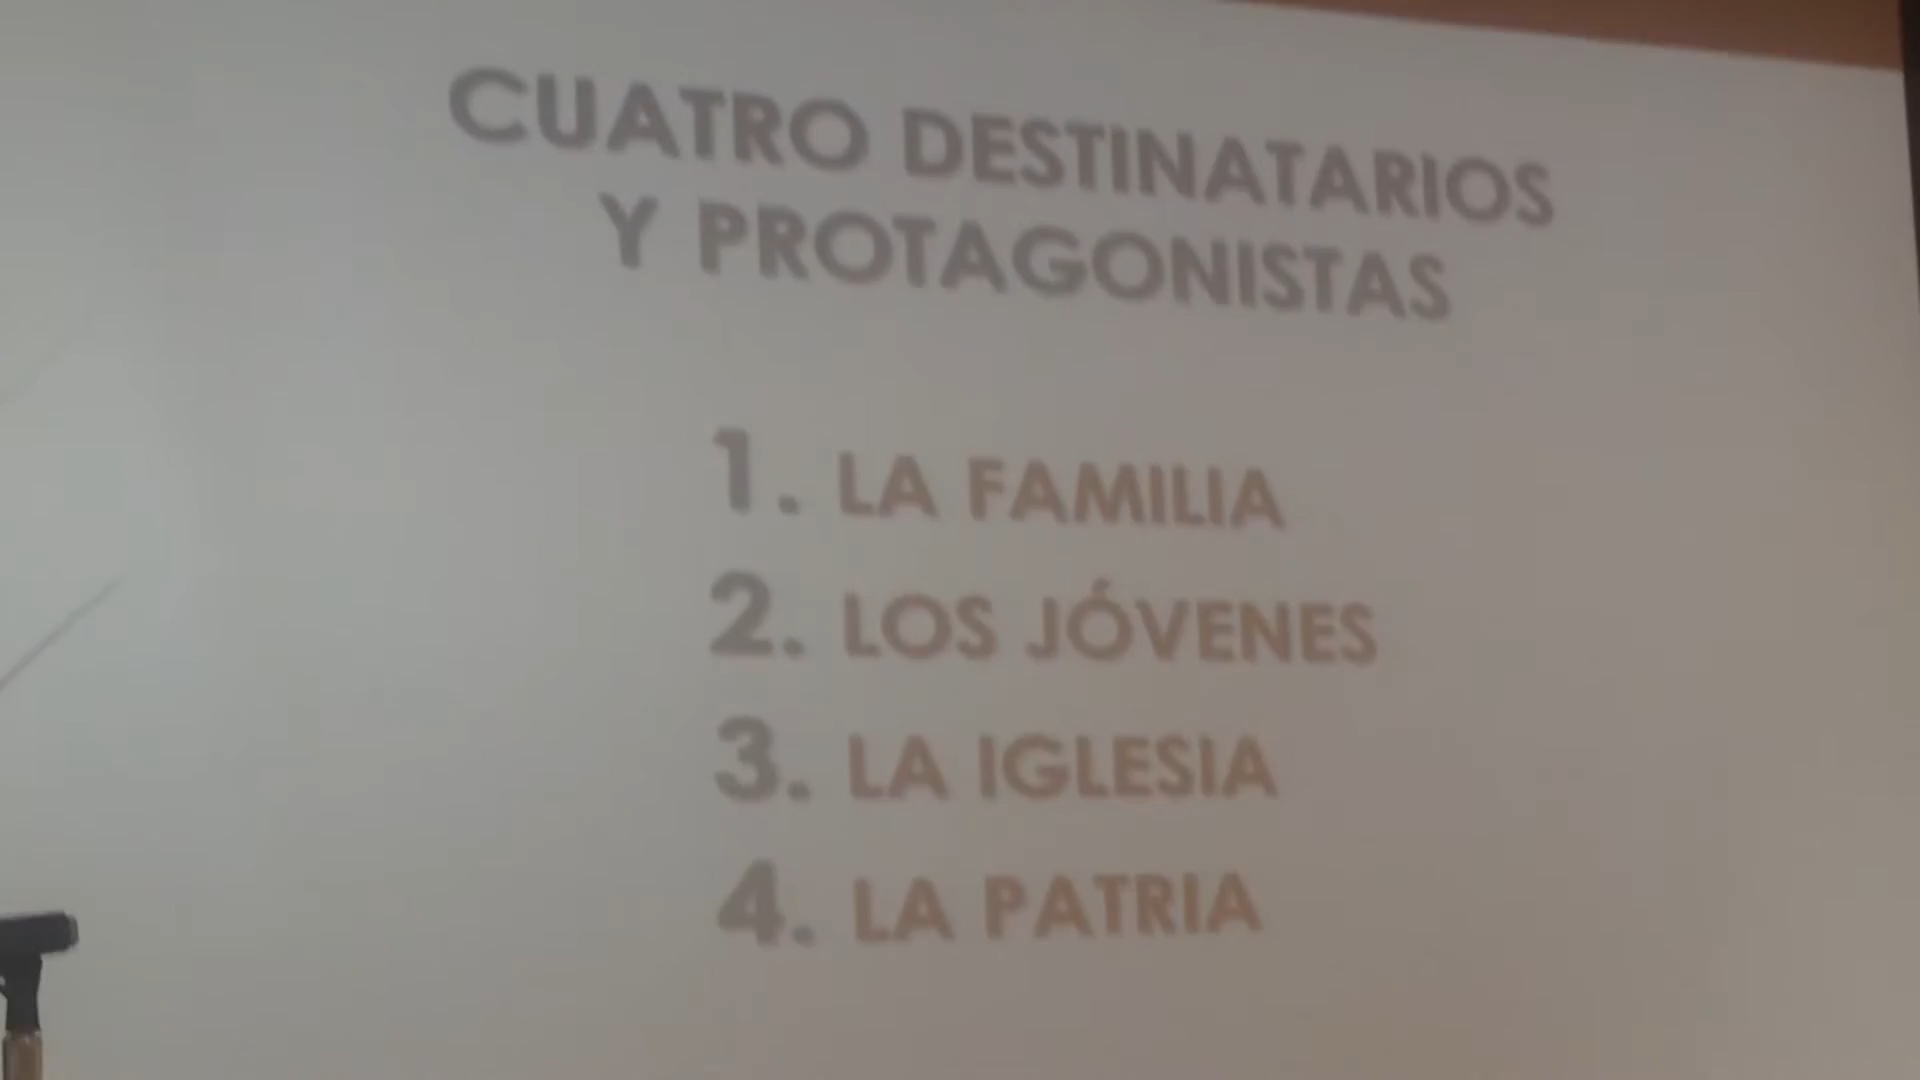 CUATRO DESTINATARIOS
Y PROTAGONISTAS
1. LA FAMILIA
2. LOS JÓVENES
3. LA IGLESIA
4. LA PATRIA